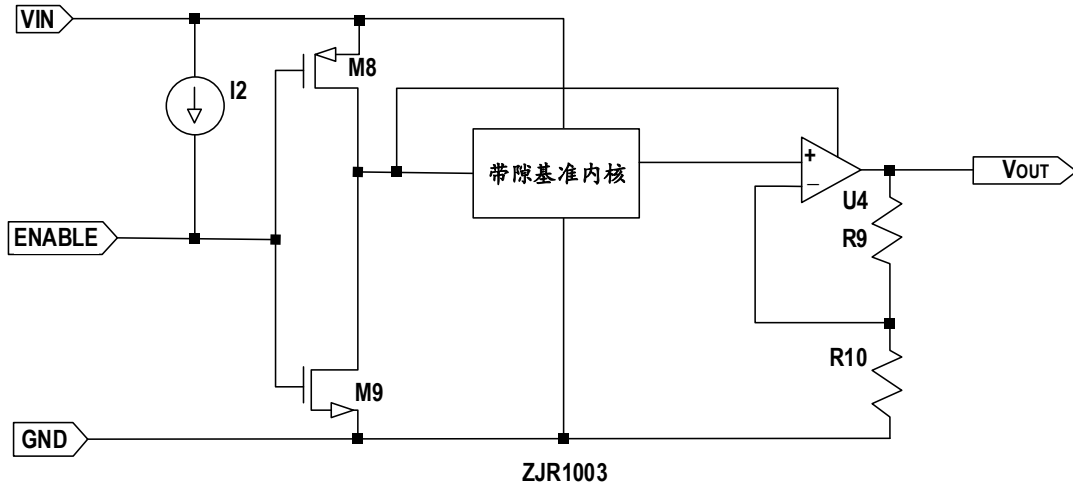 VIN
I2
M8
带隙基准内核
+
−
U4
VOUT
R9
ENABLE
R10
M9
GND
ZJR1003